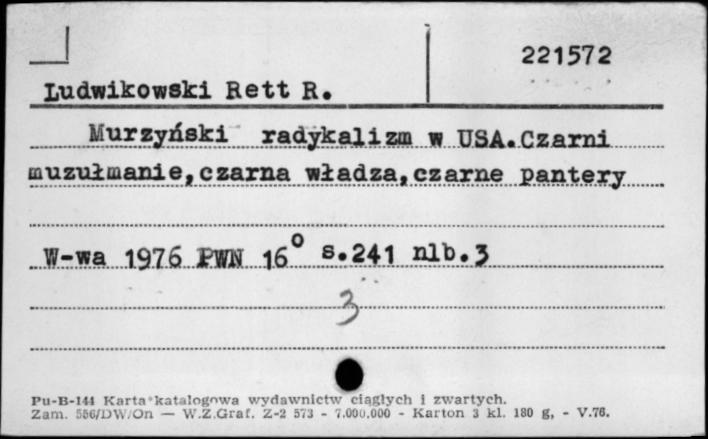 221572
Ludwikowski Rett R.
Murzyński radykalizm w USA.Czarni
muzułmanie,czarna władza,czarne pantery
W-wa 1976 PWN 16° s.241 nlb.3
3
Pu-B-144 Karta katalogowa wydawnictw ciągłych i zwartych.
Zam. 556/DW/On — W.Z.Graf. Z-2 573 - 7.000.000 - Karton 3 kl. 180 g, - V.76.